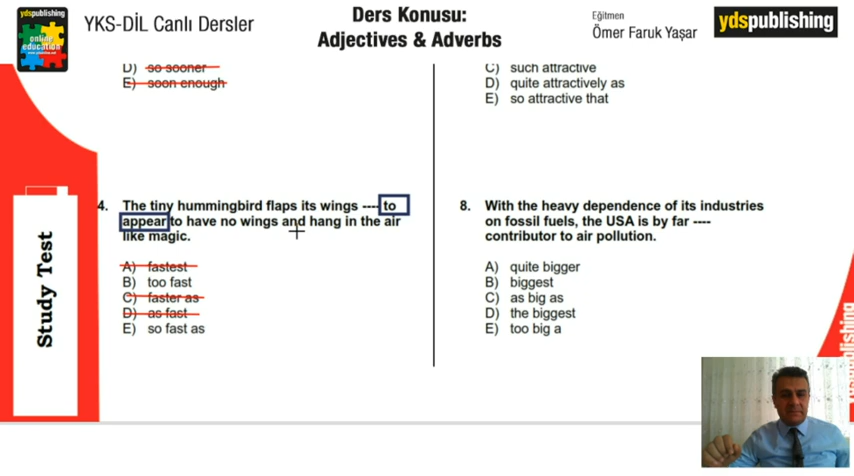 ydspublishing
online
education
YKS-DİL Canlı Dersler
Ders Konusu:
Adjectives & Adverbs
Eğitmen
Ömer Faruk Yaşar
ydspublishing
D) so sooner
E) soon enough
4. The tiny hummingbird flaps its wings ---- to
appear to have no wings and hang in the air
like magic.
A) fastest
B) too fast
C) faster as
D) as fast
E) so fast as
C) such attractive
D) quite attractively as
E) so attractive that
8. With the heavy dependence of its industries
on fossil fuels, the USA is by far ----
contributor to air pollution.
A) quite bigger
B) biggest
C) as big as
D) the biggest
E) too big a
Study Test